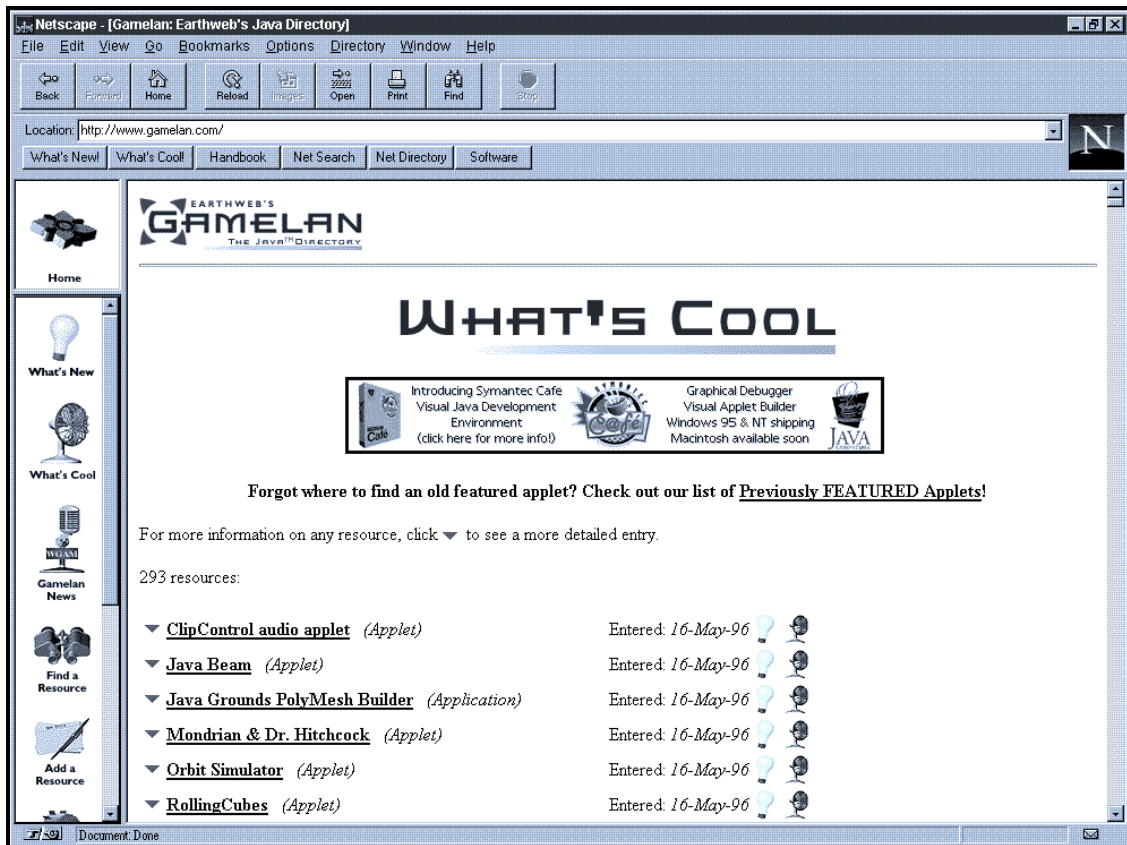 Netscape - [Gamelan: Earthweb's Java Directory]
File Edit View Go Bookmarks Options Directory Window Help
Back Forward Home Reload Images Open Print Find Stop
Location: http://www.gamelan.com/
N
What's New! What's Cool! Handbook Net Search Net Directory Software
Home
What's New
What's Cool
WGAM
Gamelan
News
Find a
Resource
Add a
Resource
EARTHWEB'S
GAMELAN
THE JAVA™ DIRECTORY
WHAT'S COOL
Café
Introducing Symantec Cafe
Visual Java Development
Environment
(click here for more info!)
SYMANTEC
Café
Graphical Debugger
Visual Applet Builder
Windows 95 & NT shipping
Macintosh available soon
JAVA
COMPATIBLE
Forgot where to find an old featured applet? Check out our list of Previously FEATURED Applets!
For more information on any resource, click to see a more detailed entry.
293 resources:
ClipControl audio applet (Applet) Entered: 16-May-96
Java Beam (Applet) Entered: 16-May-96
Java Grounds PolyMesh Builder (Application) Entered: 16-May-96
Mondrian & Dr. Hitchcock (Applet) Entered: 16-May-96
Orbit Simulator (Applet) Entered: 16-May-96
RollingCubes (Applet) Entered: 16-May-96
Document: Done